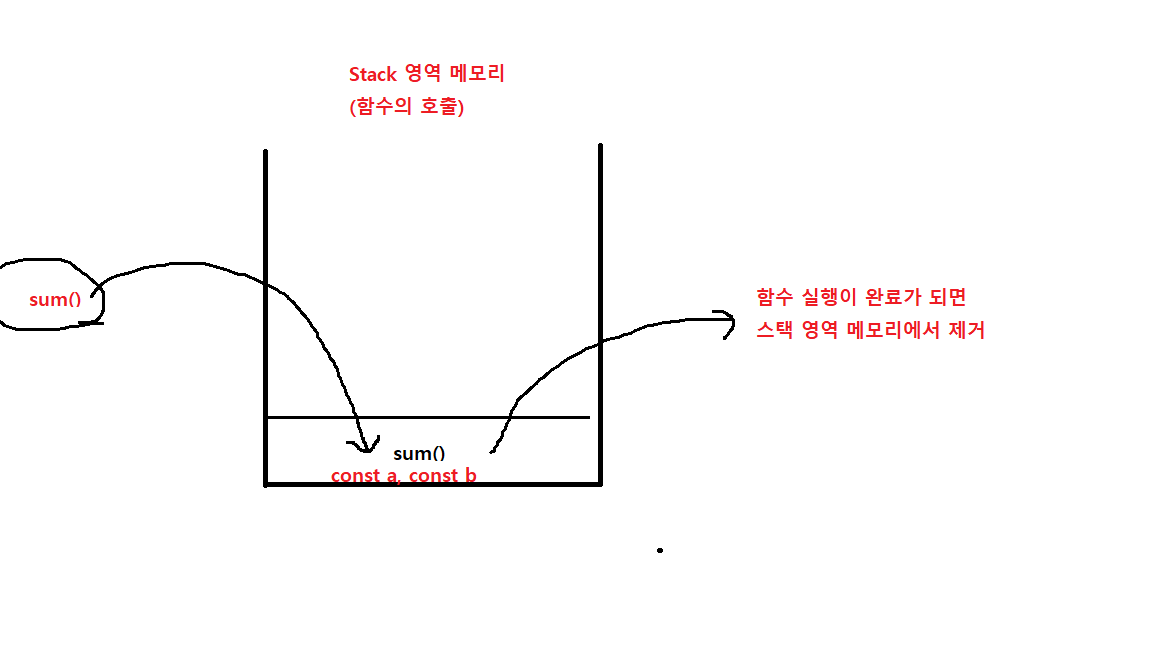 Stack 영역 메모리
(함수의 호출)
sum()
함수 실행이 완료가 되면
스택 영역 메모리에서 제거
sum()
const a, const b